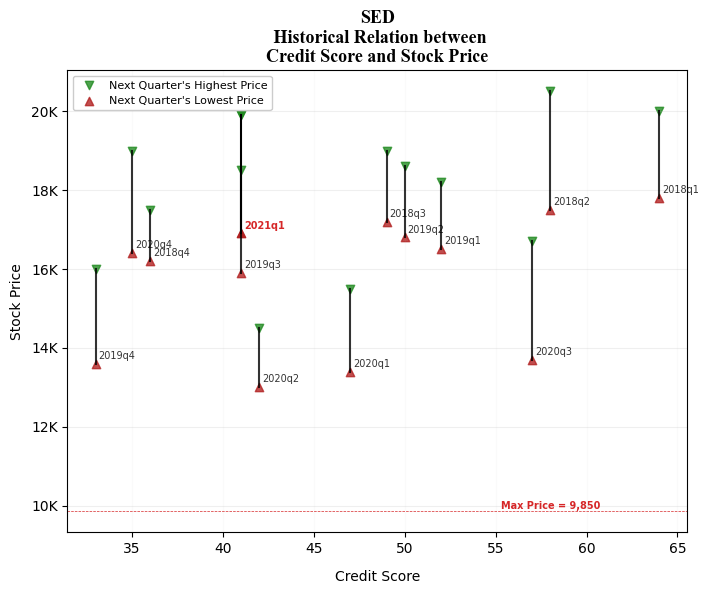 SED
Historical Relation between
Credit Score and Stock Price
Next Quarter's Highest Price
Next Quarter's Lowest Price
Stock Price
20K
18K
16K
14K
12K
10K
2018q1
2018q2
2018q3
2021q1
2019q2
2019q1
2020q4
2018q4
2019q3
2019q4
2020q3
2020q1
2020q2
Max Price = 9,850
35
40
45
50
55
60
65
Credit Score